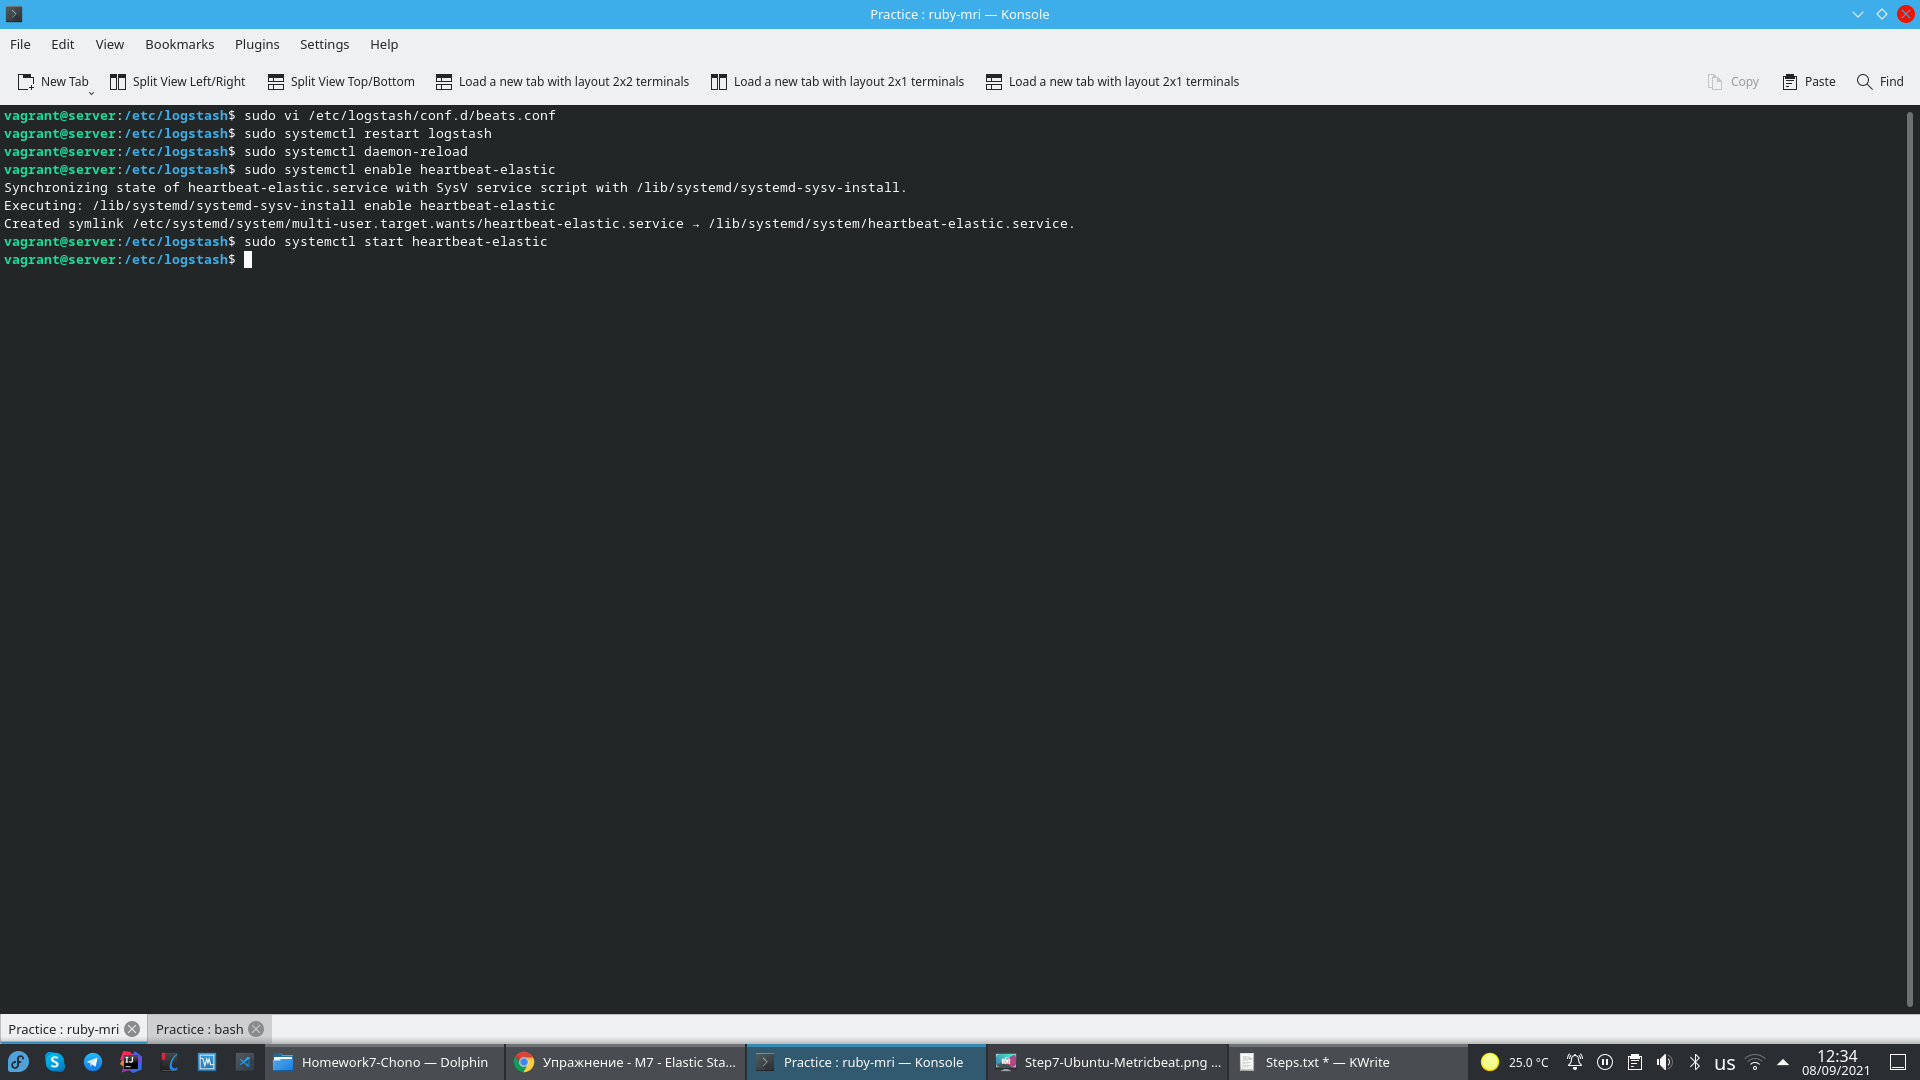 Practice : ruby-mri — Konsole
File Edit View Bookmarks Plugins Settings Help
New Tab Split View Left/Right Split View Top/Bottom Load a new tab with layout 2x2 terminals Load a new tab with layout 2x1 terminals Load a new tab with layout 2x1 terminals Copy Paste Find
vagrant@server:/etc/logstash$ sudo vi /etc/logstash/conf.d/beats.conf
vagrant@server:/etc/logstash$ sudo systemctl restart logstash
vagrant@server:/etc/logstash$ sudo systemctl daemon-reload
vagrant@server:/etc/logstash$ sudo systemctl enable heartbeat-elastic
Synchronizing state of heartbeat-elastic.service with SysV service script with /lib/systemd/systemd-sysv-install.
Executing: /lib/systemd/systemd-sysv-install enable heartbeat-elastic
Created symlink /etc/systemd/system/multi-user.target.wants/heartbeat-elastic.service → /lib/systemd/system/heartbeat-elastic.service.
vagrant@server:/etc/logstash$ sudo systemctl start heartbeat-elastic
vagrant@server:/etc/logstash$
Practice : ruby-mri Practice : bash
Homework7-Chono — Dolphin Упражнение - M7 - Elastic Sta... Practice : ruby-mri — Konsole Step7-Ubuntu-Metricbeat.png ... Steps.txt * — KWrite 25.0 °C us 12:34
08/09/2021